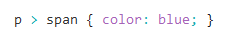 p > span { color: blue; }